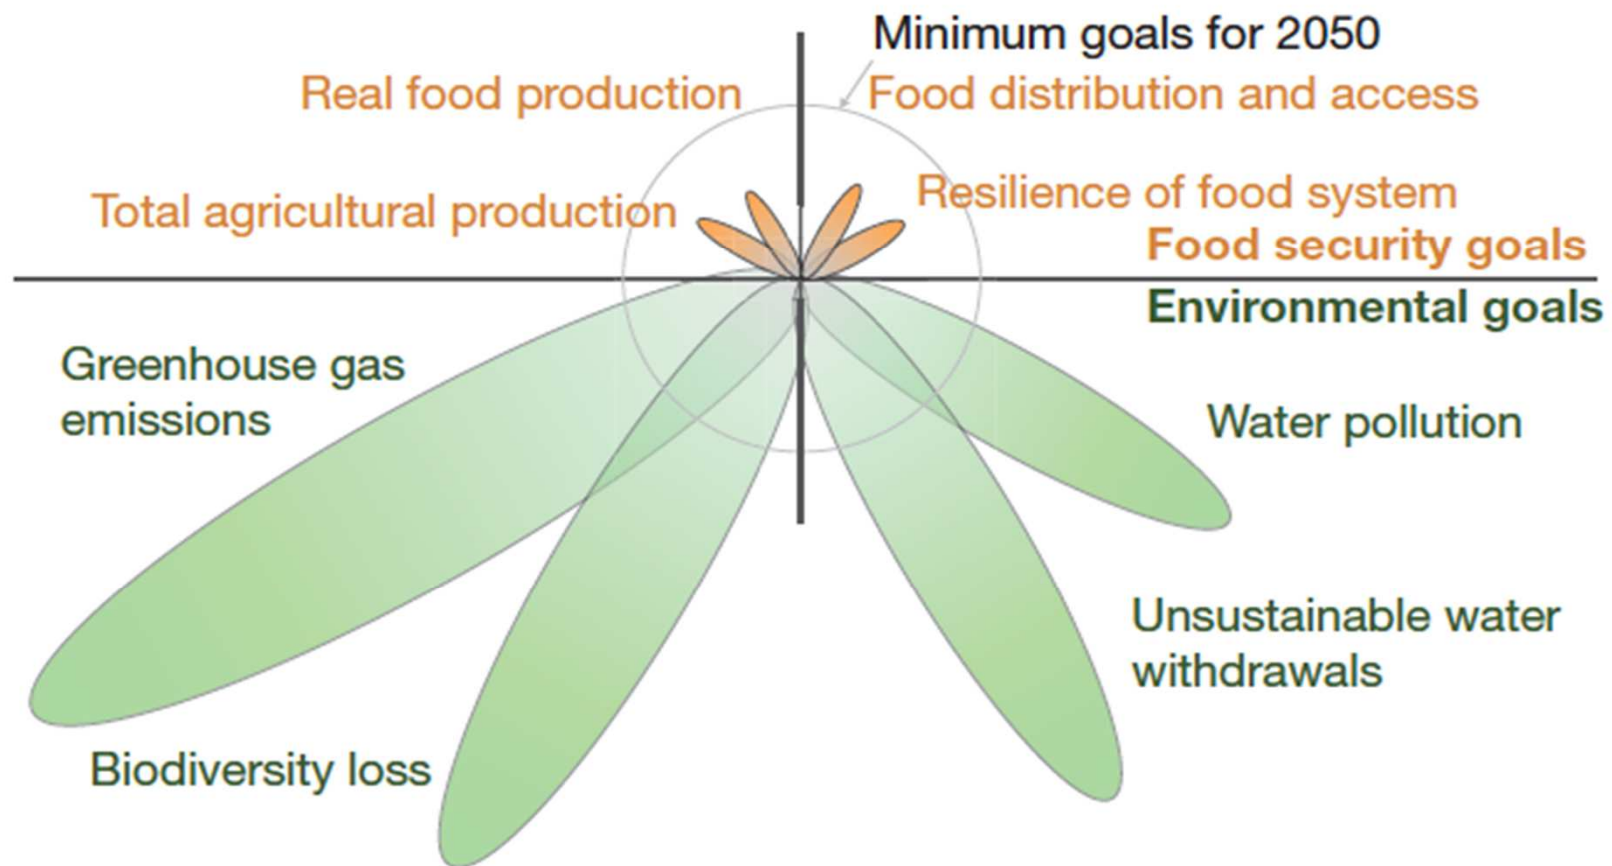 Minimum goals for 2050
Real food production
Food distribution and access
Total agricultural production
Resilience of food system
Food security goals
Environmental goals
Greenhouse gas
emissions
Water pollution
Unsustainable water
withdrawals
Biodiversity loss